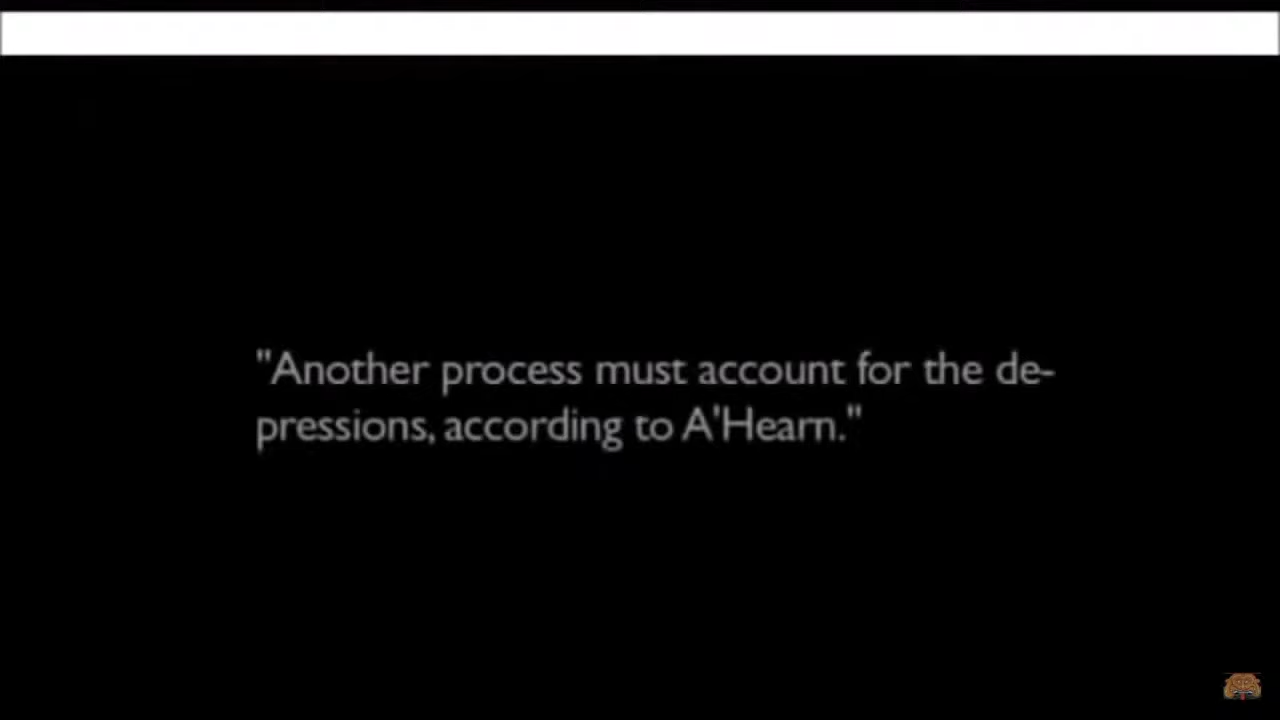 "Another process must account for the de-
pressions, according to A'Hearn."